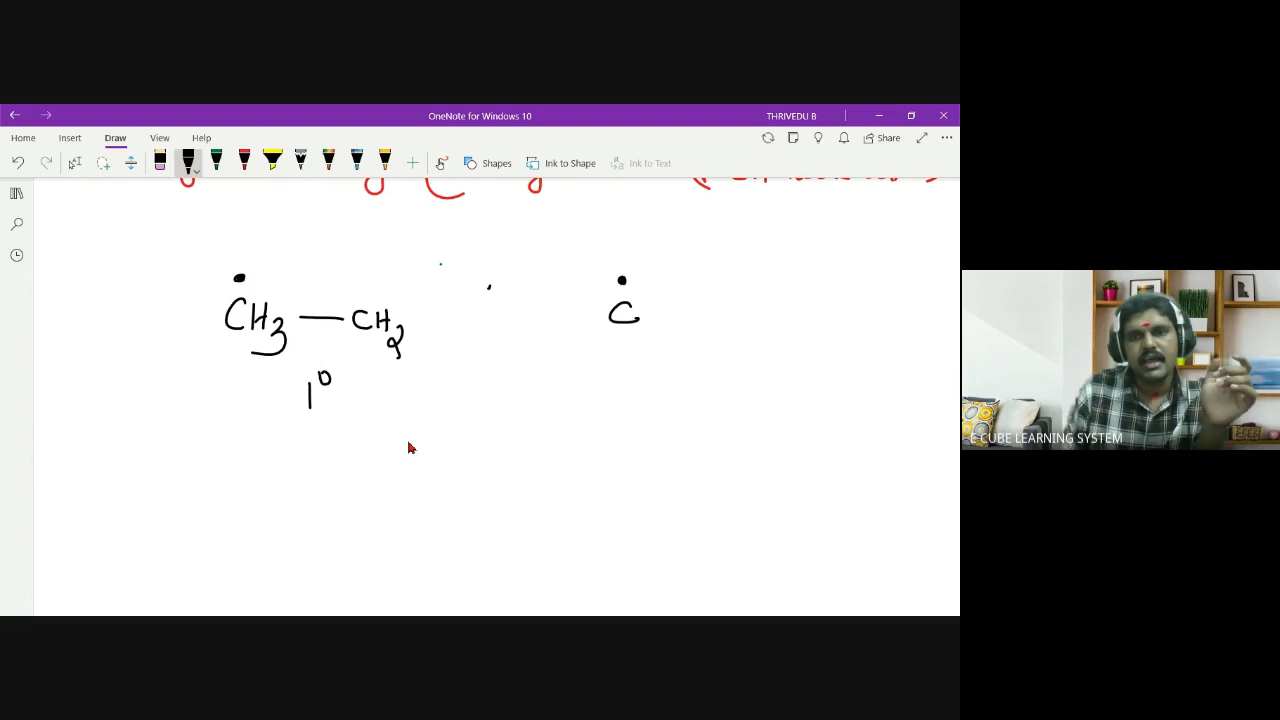 OneNote for Windows 10
THRIVEDU B
Home Insert Draw View Help
Share
Shapes Ink to Shape Ink to Text
CH3 — CH2
C
1°
E CUBE LEARNING SYSTEM